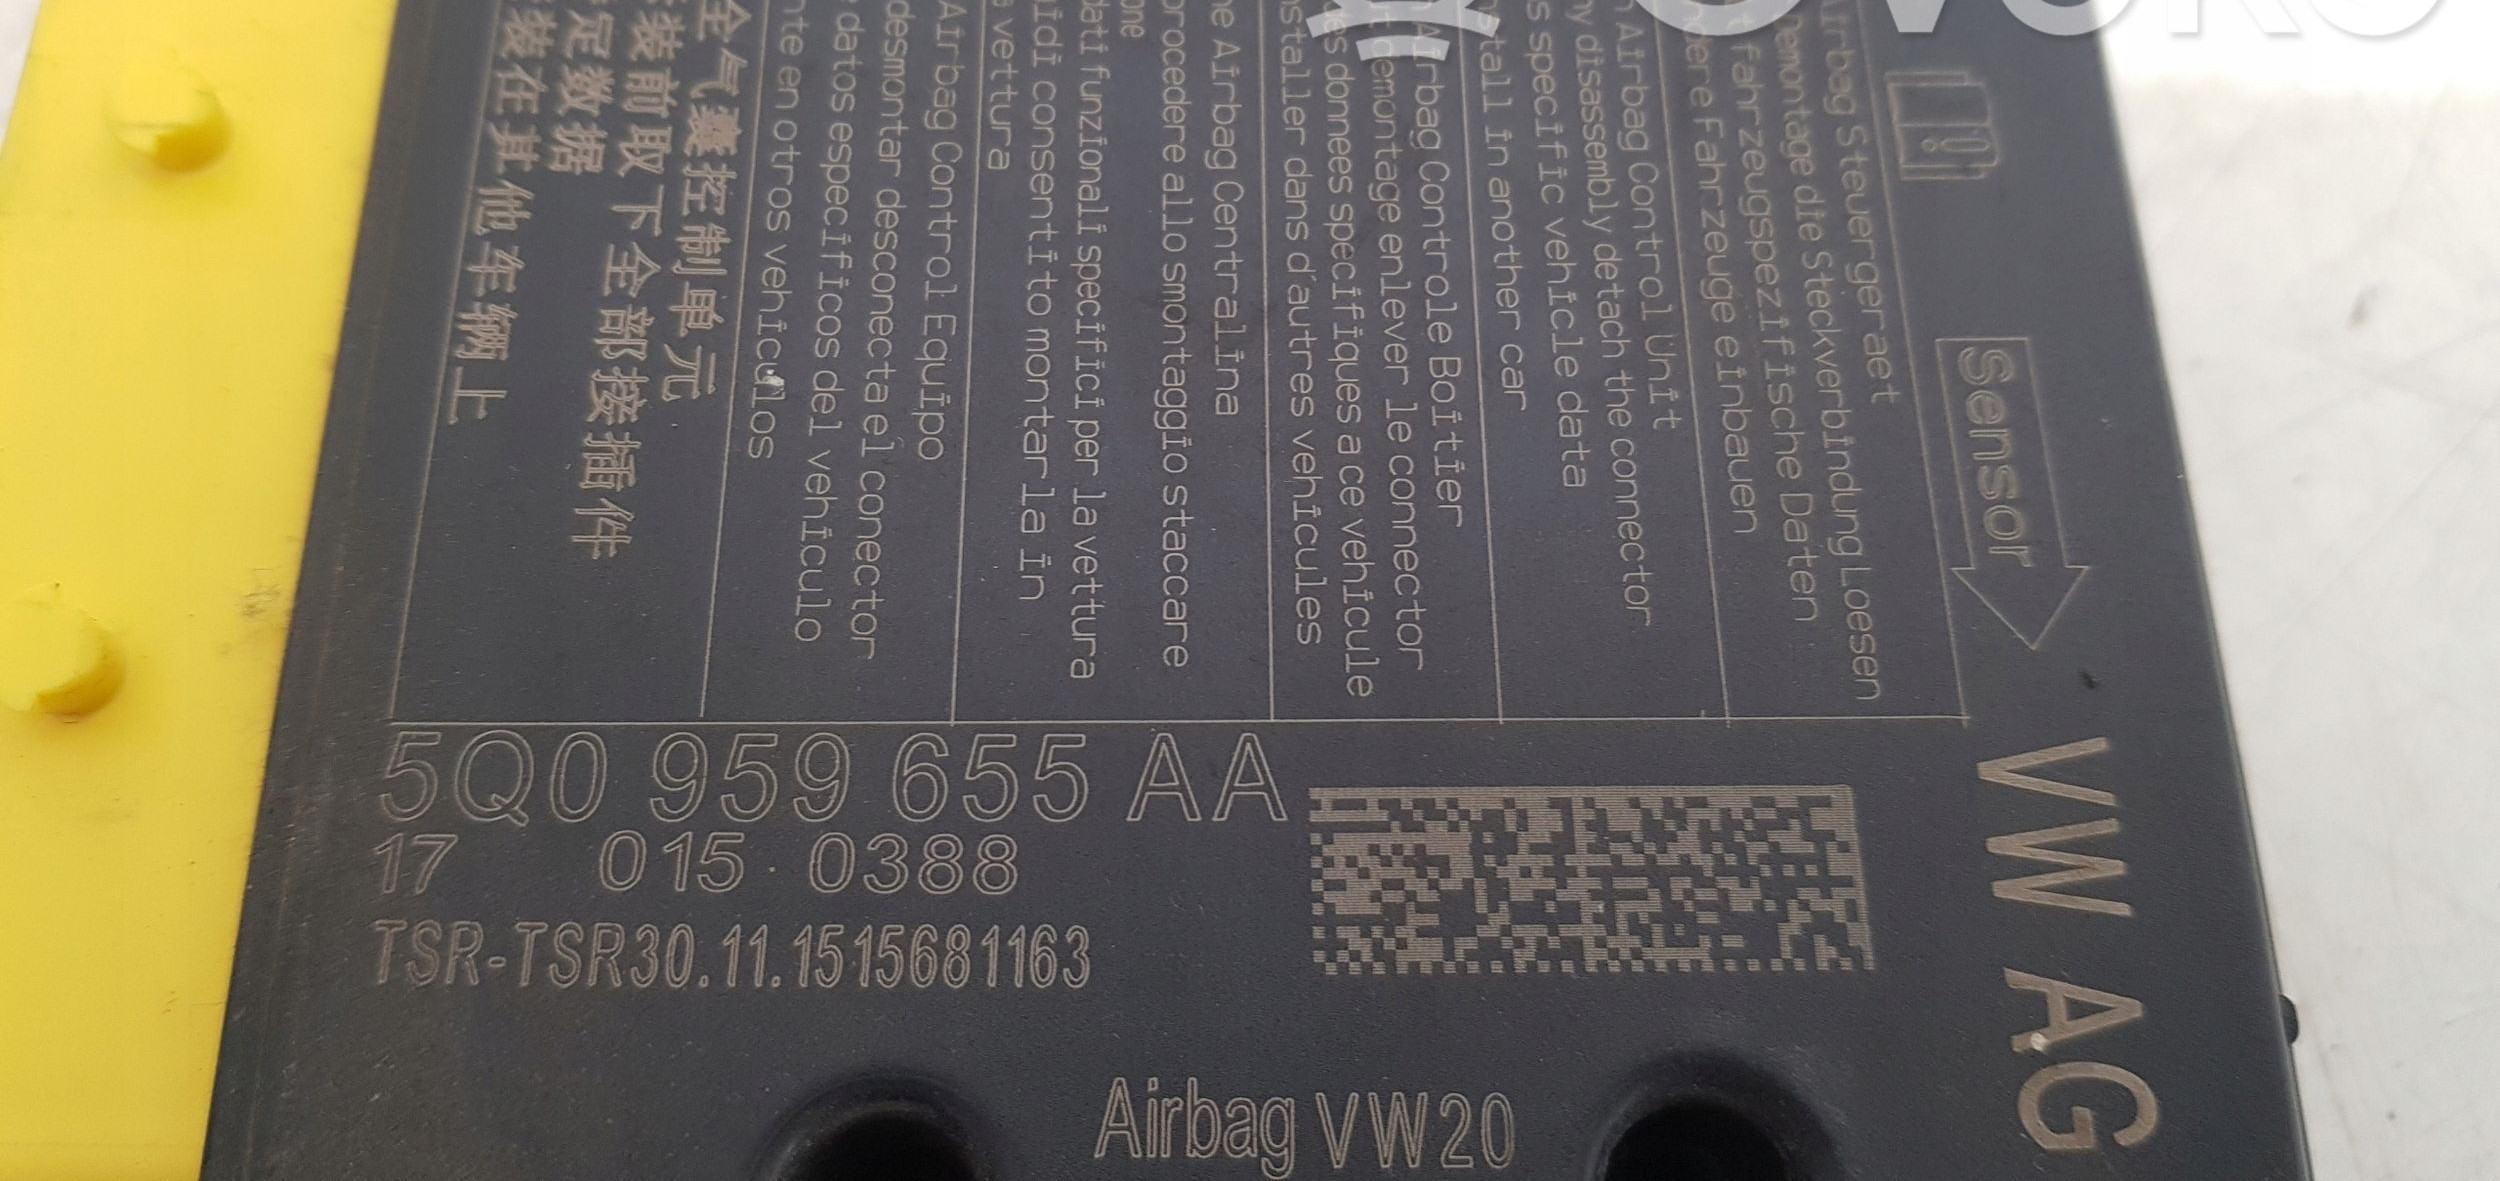 Sensor
VW AG
Airbag Steuergeraet
demontage die Steckverbindung Loesen
fahrzeugspezifische Daten
Fahrzeuge einbauen
Airbag Control Unit
disassembly detach the connector
specific vehicle data
in another car
Airbag Controle Boitier
demontage enlever le connector
donnees specifiques a ce vehicule
dans d'autres vehicules
Airbag Centralina
procedere allo smontaggio staccare
dati funzionali specifici per la vettura
consentito montarla in
vettura
Airbag Control Equipo
desmontar desconecta el conector
datos especificos del vehiculo
en otros vehiculos
全气囊控制单元
装前取下全部接插件
足数据
装在其他车辆上
5Q0 959 655 AA
17 015 0388
TSR-TSR30.11.1515681163
Airbag VW20